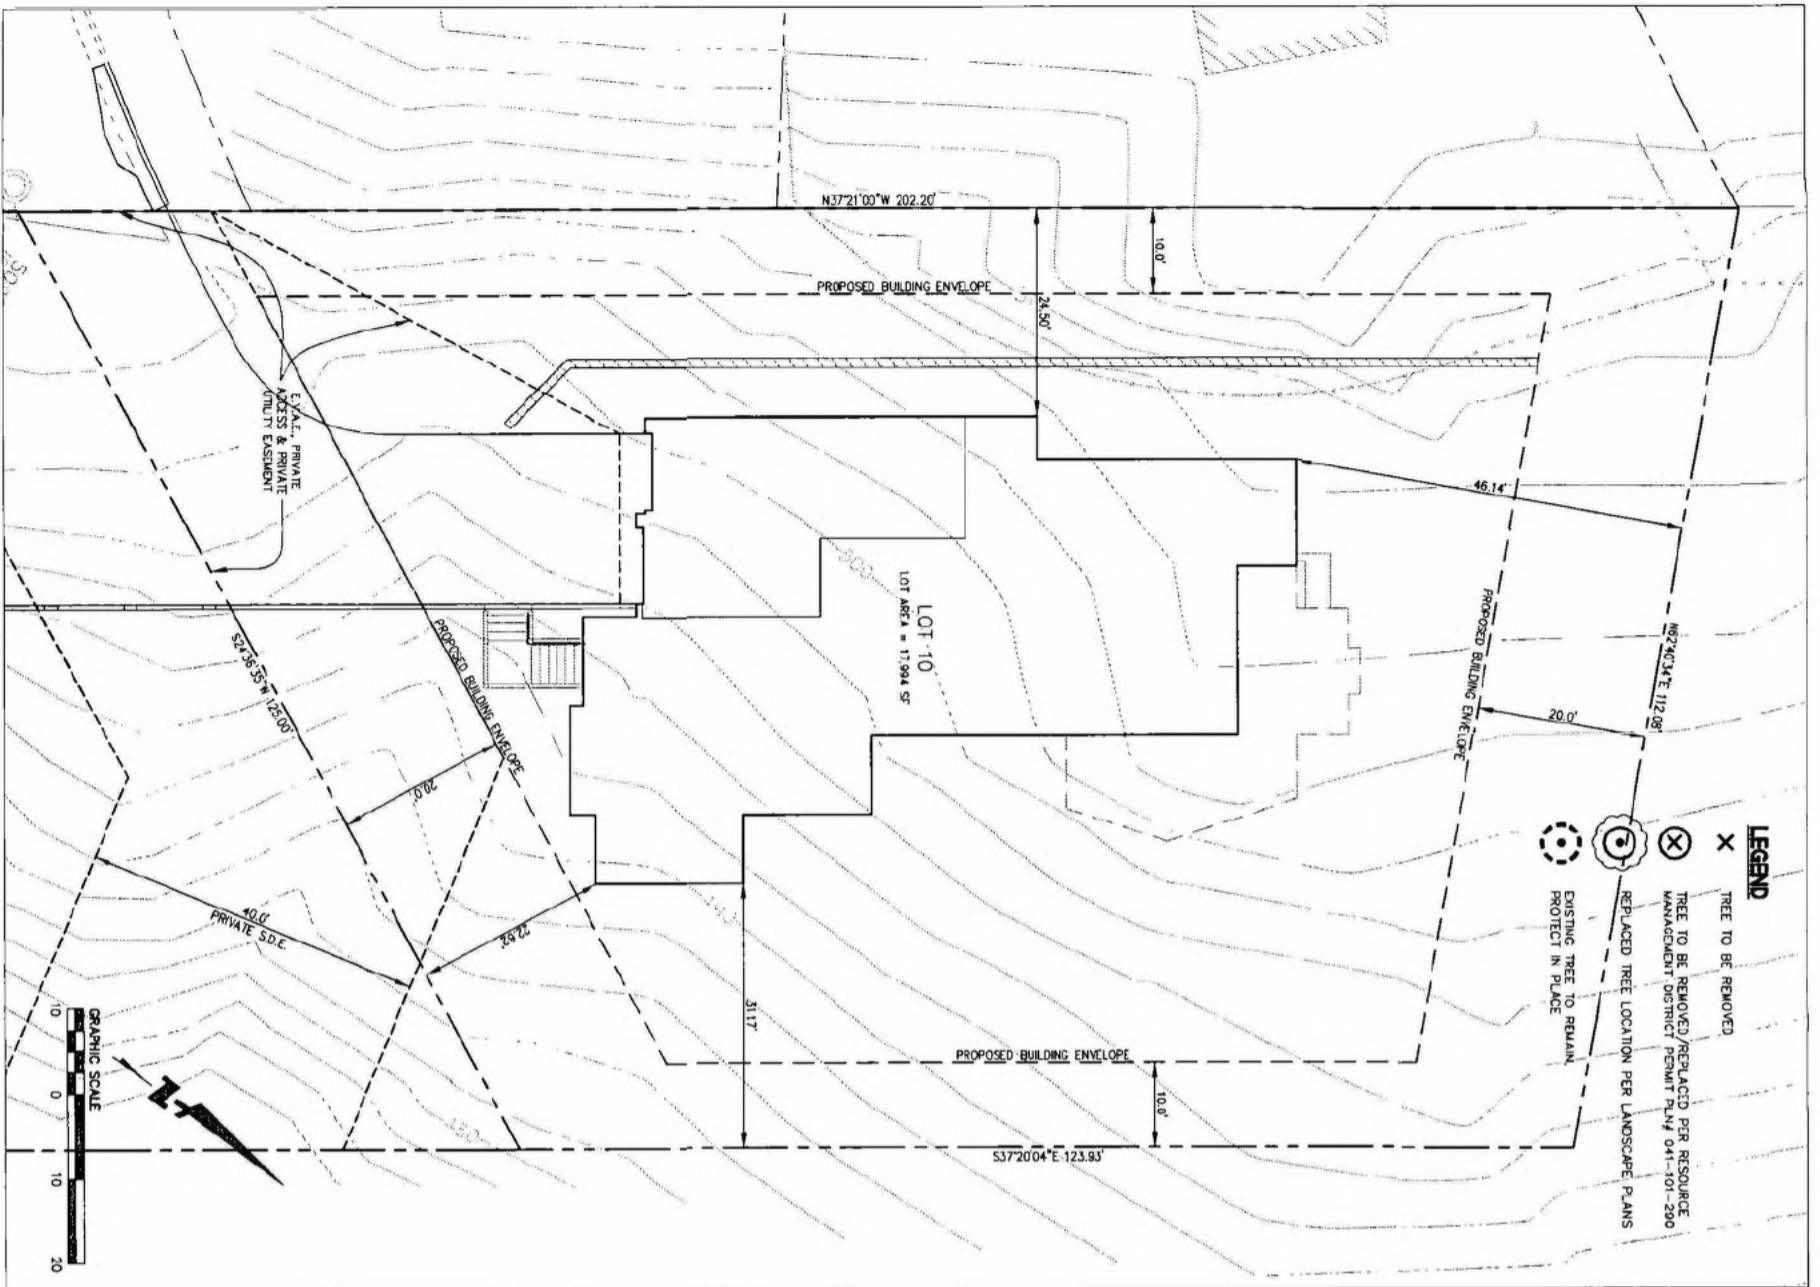 N37°21'00"W 202.20'
10.0'
PROPOSED BUILDING ENVELOPE
24.50'
E.V.A.E., PRIVATE
ACCESS & PRIVATE
UTILITY EASEMENT
46.14'
300
LOT 10
LOT AREA = 17,994 SF
PROPOSED BUILDING ENVELOPE
N62°40'34"E 112.08'
20.0'
PROPOSED BUILDING ENVELOPE
S24°36'35"W 125.00'
20.0'
40.0'
PRIVATE S.D.E.
22.62'
31.17'
PROPOSED BUILDING ENVELOPE
10.0'
S37°20'04"E 123.93'
LEGEND
TREE TO BE REMOVED
TREE TO BE REMOVED/REPLACED PER RESOURCE
MANAGEMENT DISTRICT PERMIT PLN# 041-101-290
REPLACED TREE LOCATION PER LANDSCAPE PLANS
EXISTING TREE TO REMAIN
PROTECT IN PLACE
GRAPHIC SCALE
10 0 10 20